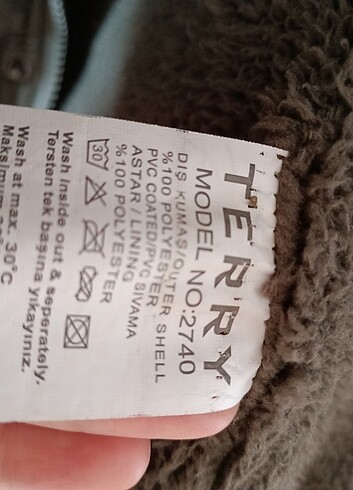 TERRY
MODEL NO:2740
DIŞ KUMAŞ/OUTER SHELL
%100 POLYESTER
PVC COATED/PVC SIVAMA
ASTAR / LINING
%100 POLYESTER
30
Wash inside out & seperately.
Tersten tek başına yıkayınız.
Wash at max. 30°C